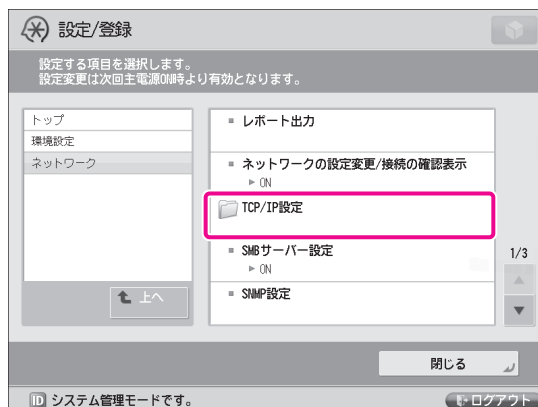 設定/登録
設定する項目を選択します。
設定変更は次回主電源ON時より有効となります。
トップ
環境設定
ネットワーク
上へ
レポート出力
ネットワークの設定変更/接続の確認表示
▶ ON
TCP/IP設定
SMBサーバー設定
▶ ON
SNMP設定
1/3
閉じる
ID システム管理モードです。
ログアウト